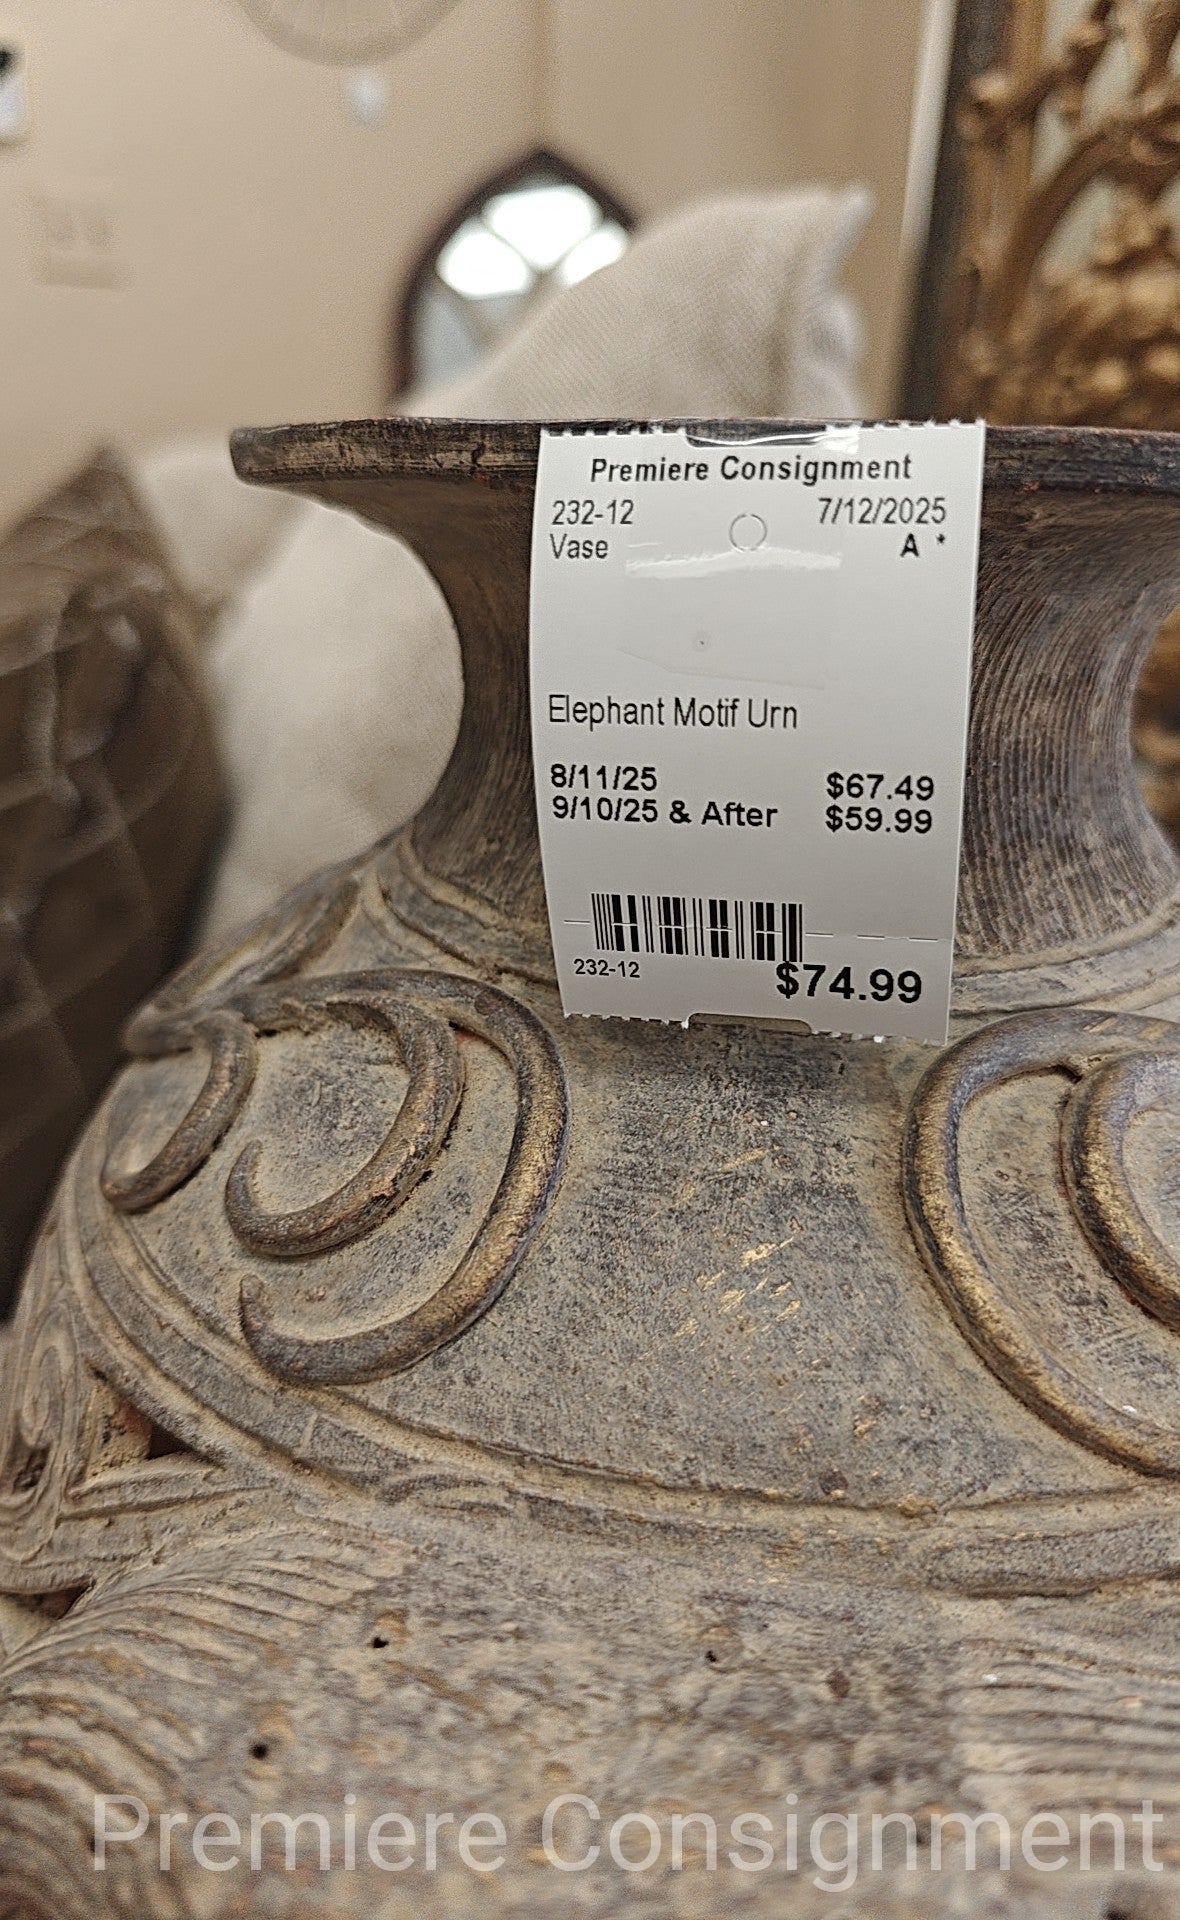 Premiere Consignment
232-12 7/12/2025
Vase A *
Elephant Motif Urn
8/11/25 $67.49
9/10/25 & After $59.99
232-12 $74.99
Premiere Consignment